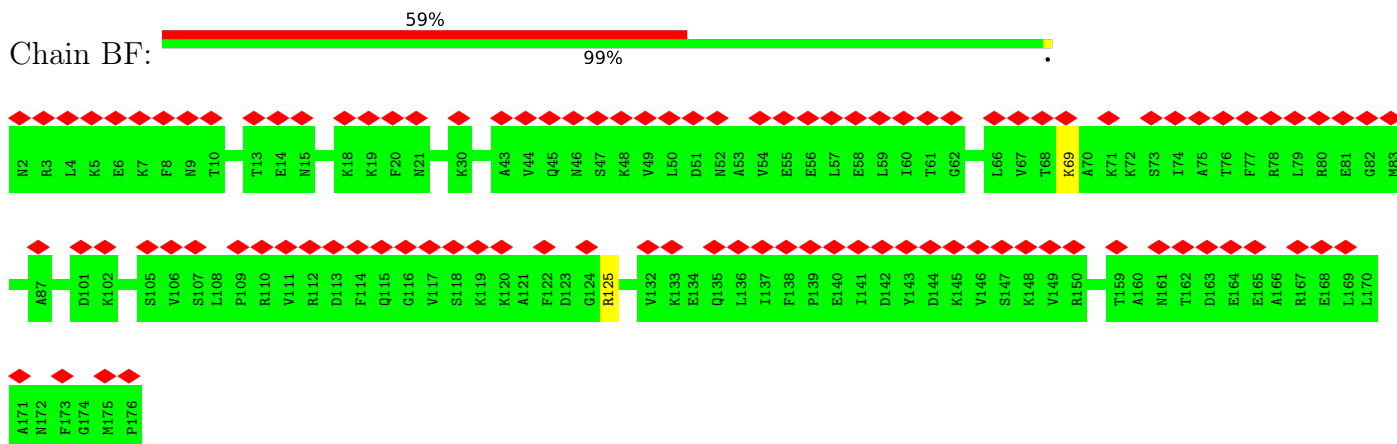 59%
Chain BF:
99%
.
N2 R3 L4 K5 E6 K7 F8 N9 T10 T13 E14 N15 K18 K19 F20 N21 K30 A43 V44 Q45 N46 S47 K48 V49 L50 D51 N52 A53 V54 E55 E56 L57 E58 L59 I60 T61 G62 L66 V67 T68 K69 A70 K71 K72 S73 I74 A75 T76 F77 R78 L79 R80 E81 G82 M83
A87 D101 K102 S105 V106 S107 L108 P109 R110 V111 R112 D113 F114 Q115 G116 V117 S118 K119 K120 A121 F122 D123 G124 R125 V132 K133 E134 Q135 L136 I137 F138 P139 E140 I141 D142 Y143 D144 K145 V146 S147 K148 V149 R150 T159 A160 N161 T162 D163 E164 E165 A166 R167 E168 L169 L170
A171 N172 F173 G174 M175 P176